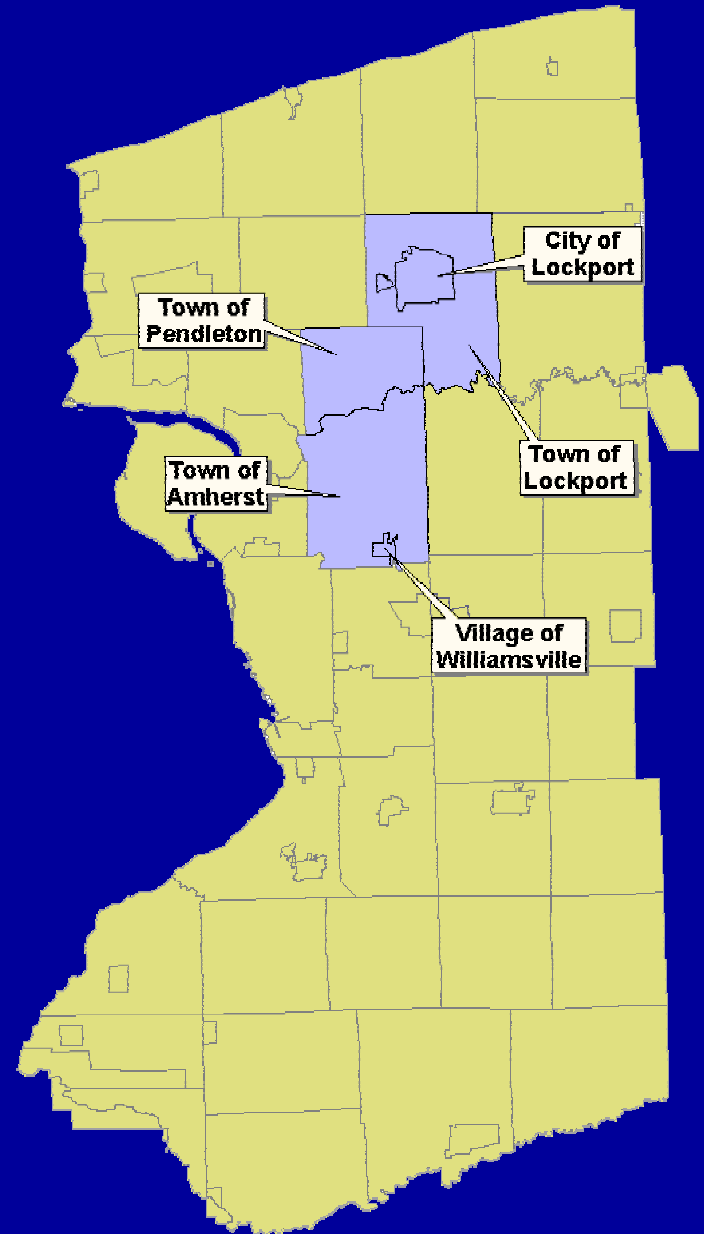 City of
Lockport
Town of
Pendleton
Town of
Lockport
Town of
Amherst
Village of
Williamsville